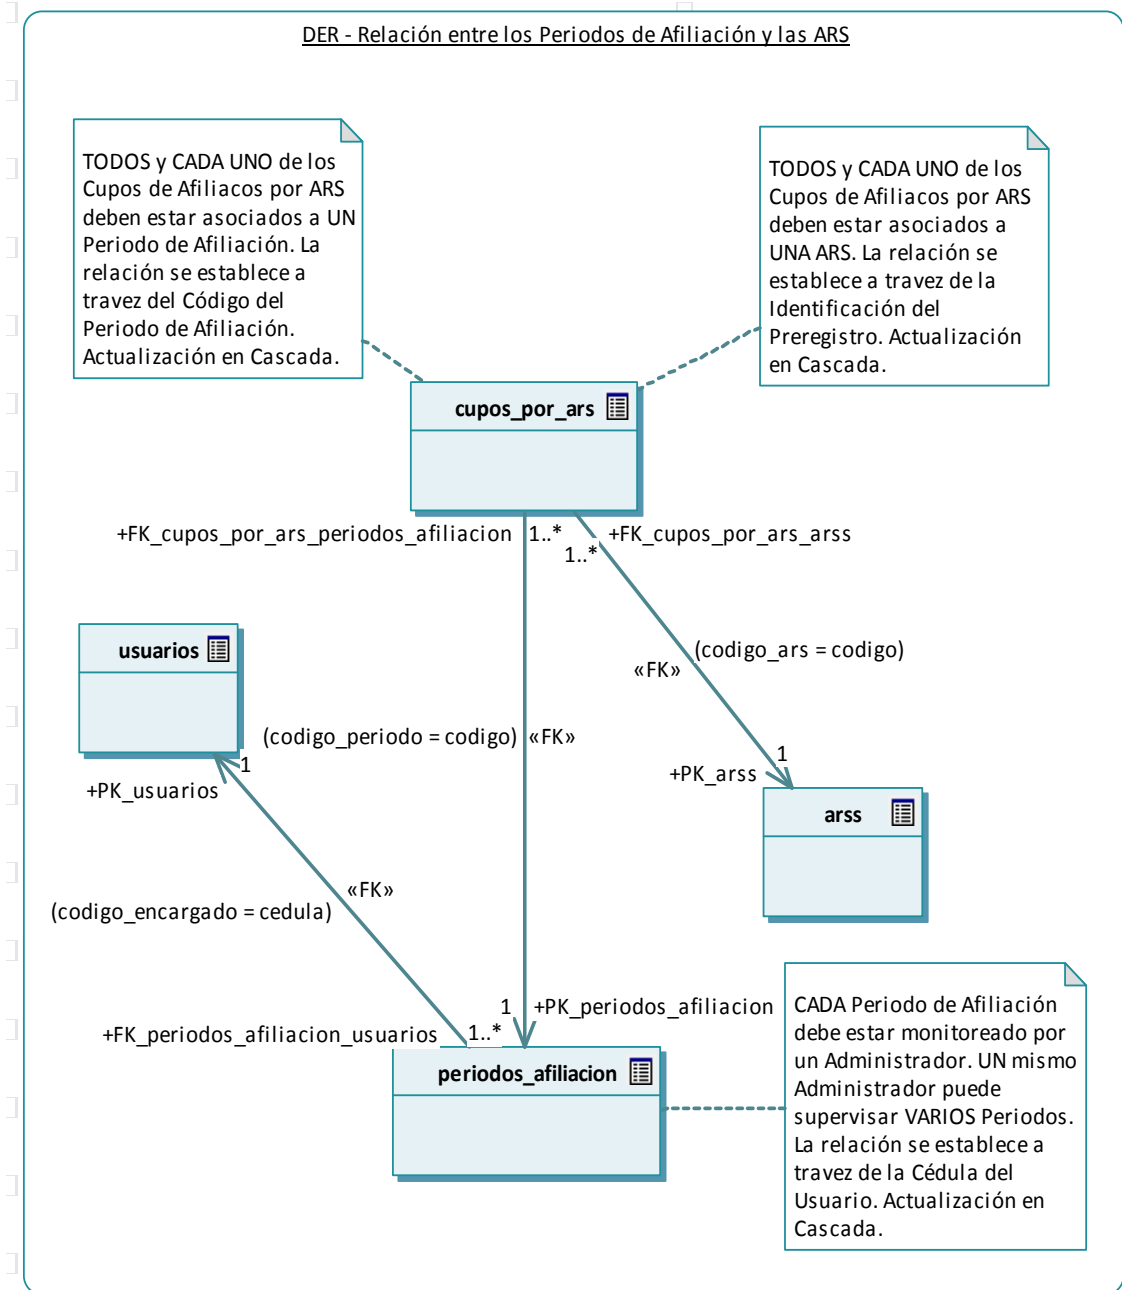 DER - Relación entre los Periodos de Afiliación y las ARS
TODOS y CADA UNO de los
Cupos de Afiliacos por ARS
deben estar asociados a UN
Periodo de Afiliación. La
relación se establece a
travez del Código del
Periodo de Afiliación.
Actualización en Cascada.
TODOS y CADA UNO de los
Cupos de Afiliacos por ARS
deben estar asociados a
UNA ARS. La relación se
establece a travez de la
Identificación del
Preregistro. Actualización
en Cascada.
cupos_por_ars
+FK_cupos_por_ars_periodos_afiliacion
1..*
+FK_cupos_por_ars_arss
1..*
usuarios
(codigo_ars = codigo)
«FK»
(codigo_periodo = codigo)
«FK»
1
+PK_usuarios
1
+PK_arss
arss
«FK»
(codigo_encargado = cedula)
1
+PK_periodos_afiliacion
+FK_periodos_afiliacion_usuarios
1..*
periodos_afiliacion
CADA Periodo de Afiliación
debe estar monitoreado por
un Administrador. UN mismo
Administrador puede
supervisar VARIOS Periodos.
La relación se establece a
travez de la Cédula del
Usuario. Actualización en
Cascada.